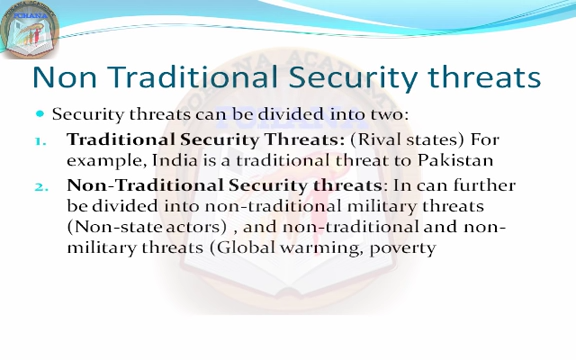 Non Traditional Security threats
Security threats can be divided into two:
1. Traditional Security Threats: (Rival states) For
example, India is a traditional threat to Pakistan
2. Non-Traditional Security threats: In can further
be divided into non-traditional military threats
(Non-state actors) , and non-traditional and non-
military threats (Global warming, poverty